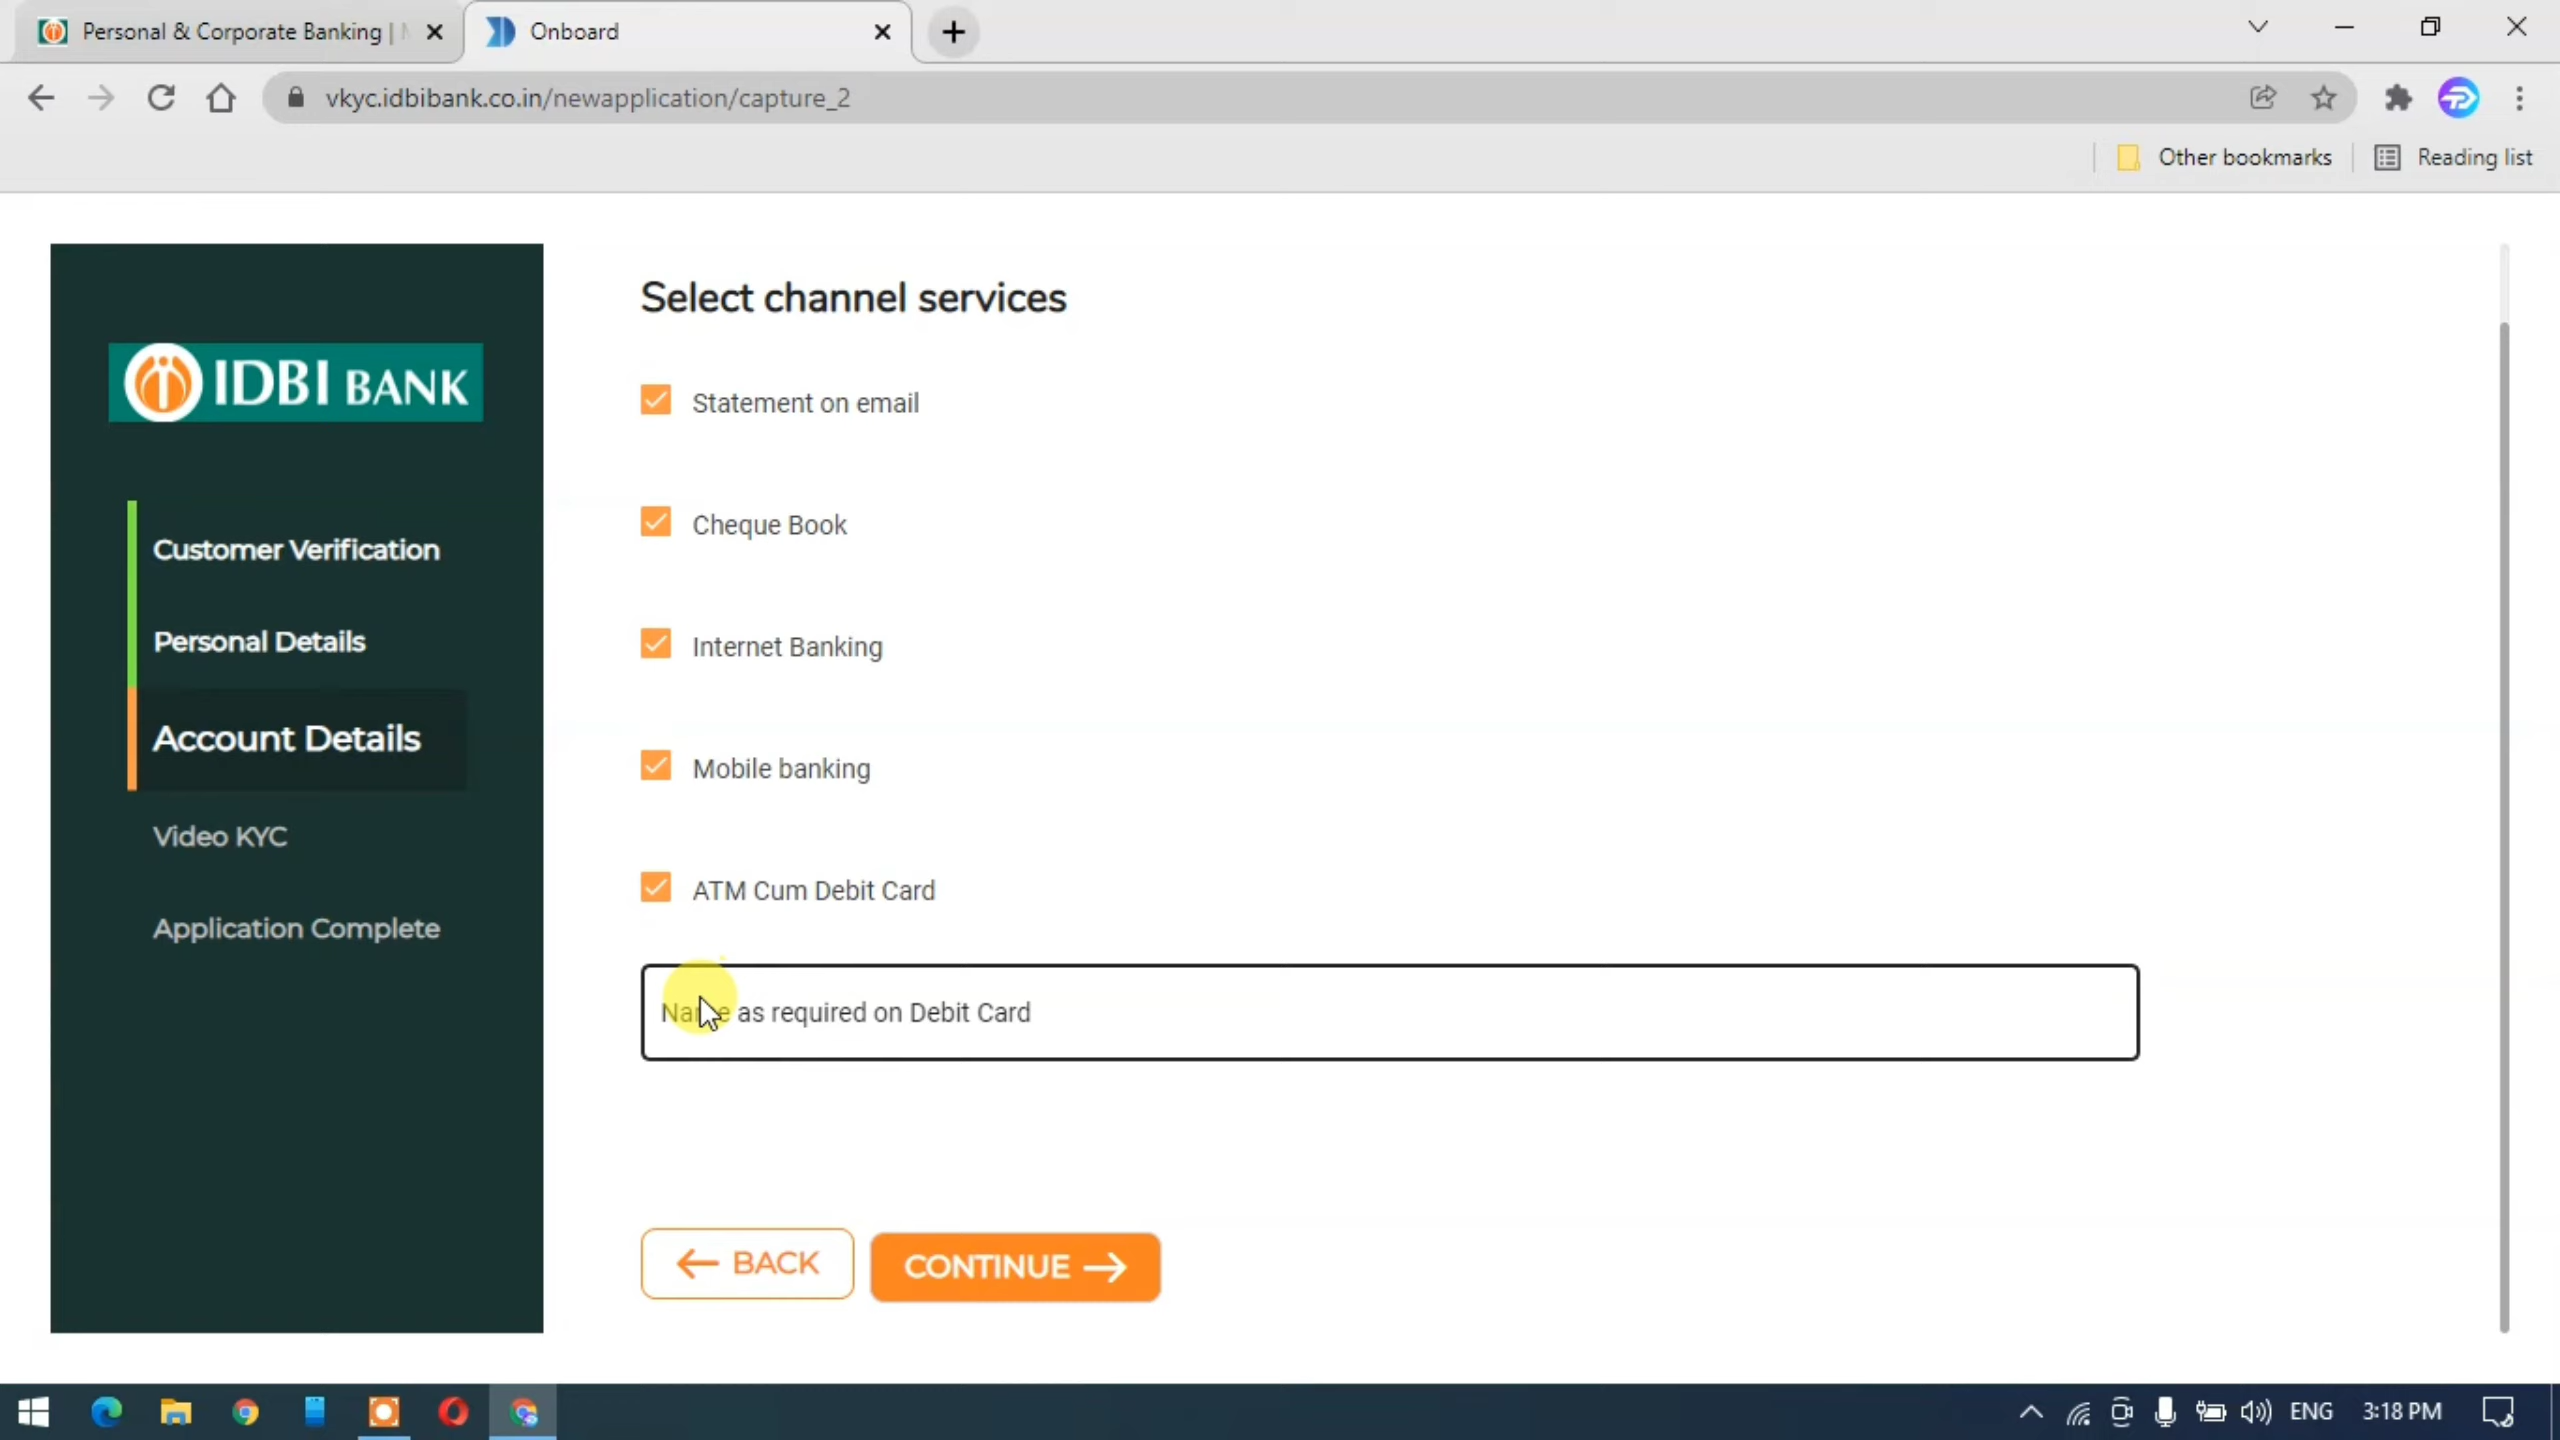 Personal & Corporate Banking |
Onboard
vkyc.idbibank.co.in/newapplication/capture_2
Other bookmarks
Reading list
IDBI BANK
Customer Verification
Personal Details
Account Details
Video KYC
Application Complete
Select channel services
Statement on email
Cheque Book
Internet Banking
Mobile banking
ATM Cum Debit Card
Name as required on Debit Card
BACK
CONTINUE
ENG
3:18 PM